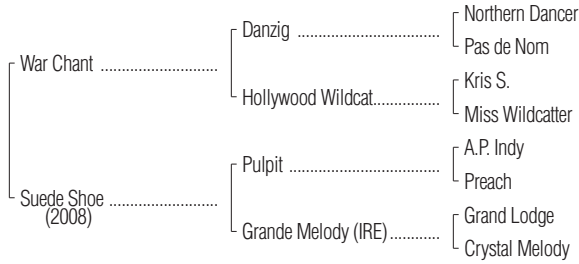 Northern Dancer
Danzig ..................................
Pas de Nom
War Chant ............................
Kris S.
Hollywood Wildcat................
Miss Wildcatter
A.P. Indy
Pulpit ....................................
Preach
Suede Shoe .........................
(2008)
Grand Lodge
Grande Melody (IRE)............
Crystal Melody